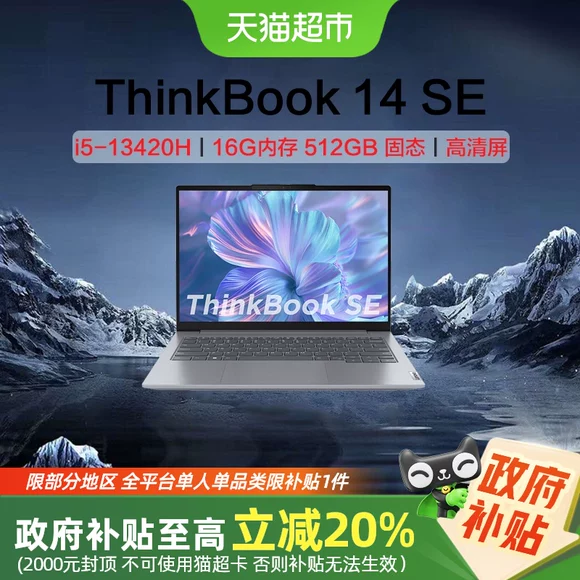 天猫超市
ThinkBook 14 SE
i5-13420H | 16G内存 512GB 固态 | 高清屏
ThinkBook SE
限部分地区 全平台单人单品类限补贴1件
政府补贴至高 立减20%
(2000元封顶 不可使用猫超卡 否则补贴无法生效)
政府
补贴